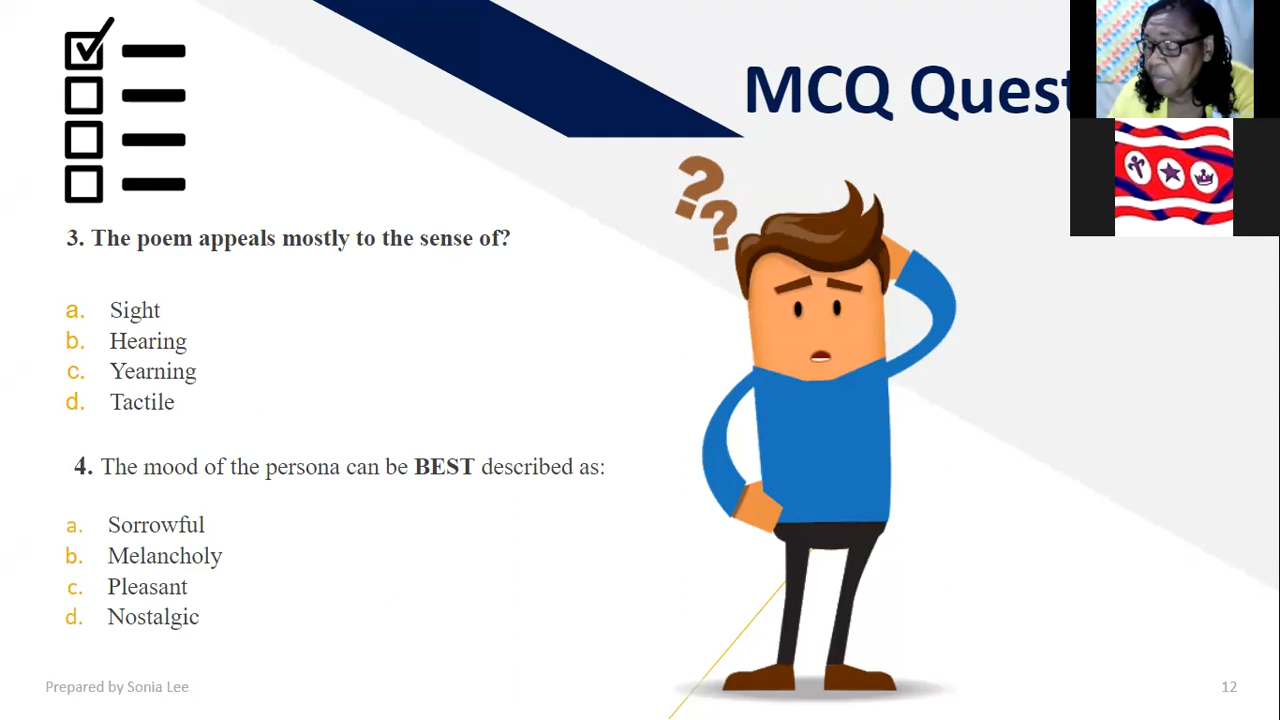 MCQ Quest
3. The poem appeals mostly to the sense of?
a. Sight
b. Hearing
c. Yearning
d. Tactile
4. The mood of the persona can be BEST described as:
a. Sorrowful
b. Melancholy
c. Pleasant
d. Nostalgic
Prepared by Sonia Lee
12